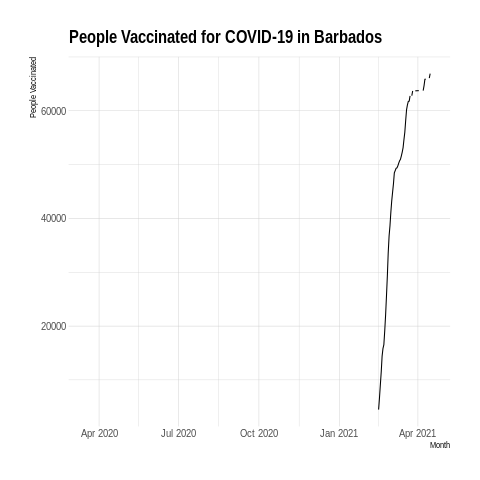 People Vaccinated for COVID-19 in Barbados
People Vaccinated
60000
40000
20000
Apr 2020
Jul 2020
Oct 2020
Jan 2021
Apr 2021
Month